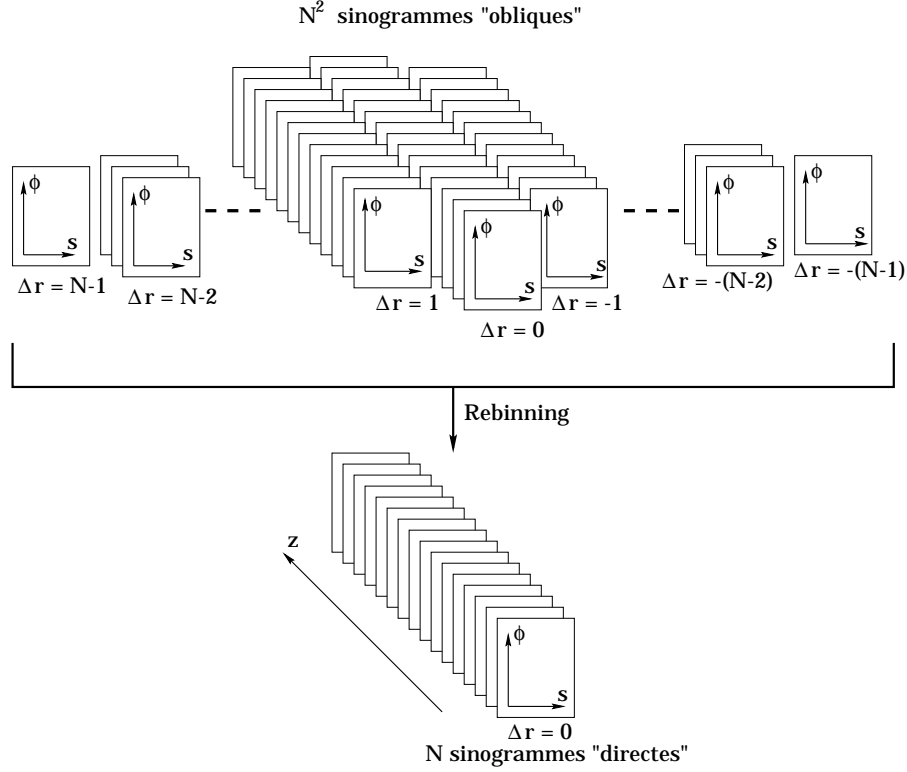 N² sinogrammes "obliques"
ϕ
s
Δr = N-1
ϕ
s
Δr = N-2
ϕ
s
Δr = 1
ϕ
s
Δr = 0
ϕ
s
Δr = -1
ϕ
s
Δr = -(N-2)
ϕ
s
Δr = -(N-1)
Rebinning
z
ϕ
s
Δr = 0
N sinogrammes "directes"